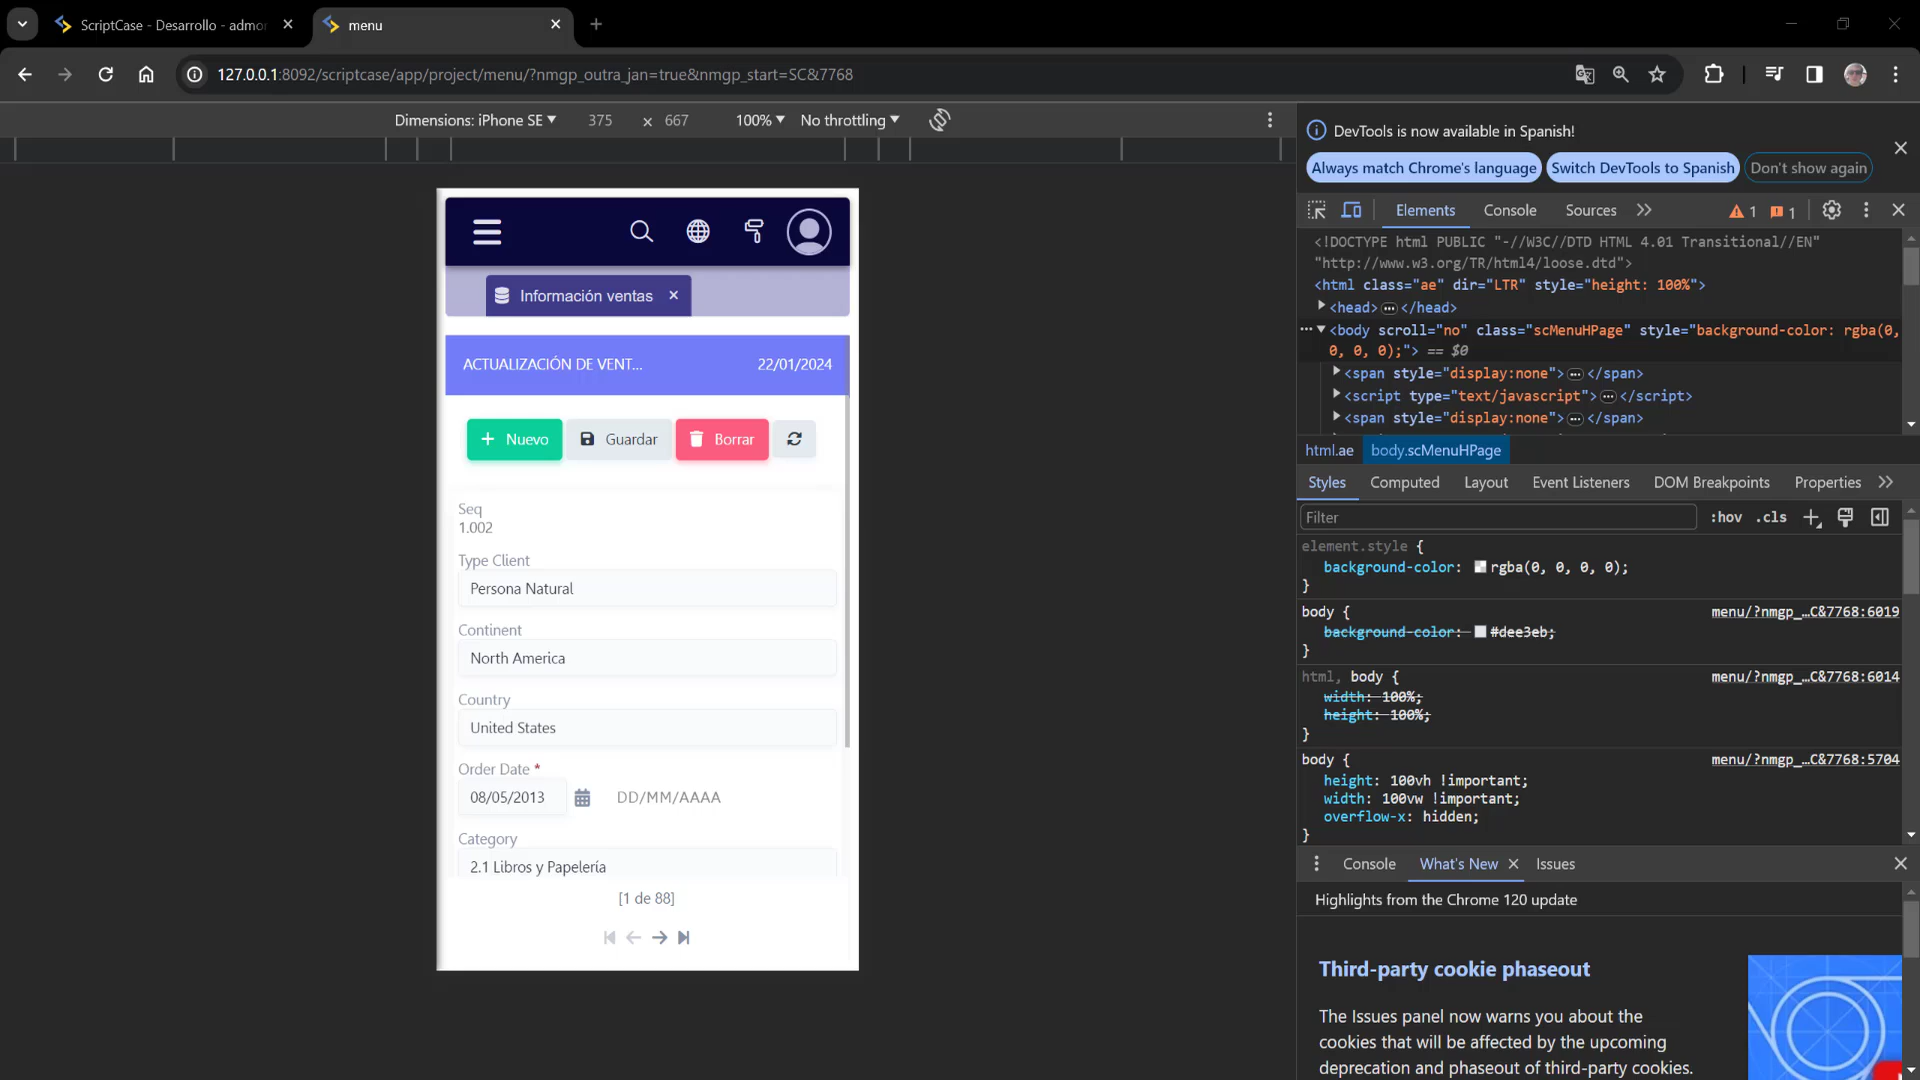 ScriptCase - Desarrollo - admor
menu
127.0.0.1:8092/scriptcase/app/project/menu/?nmgp_outra_jan=true&nmgp_start=SC&7768
Dimensions: iPhone SE 375 × 667 100% No throttling
DevTools is now available in Spanish!
Always match Chrome's language Switch DevTools to Spanish Don't show again
Elements Console Sources 1 1
<!DOCTYPE html PUBLIC "-//W3C//DTD HTML 4.01 Transitional//EN"
"http://www.w3.org/TR/html4/loose.dtd">
<html class="ae" dir="LTR" style="height: 100%">
<head> </head>
<body scroll="no" class="scMenuHPage" style="background-color: rgba(0,
0, 0, 0);"> == $0
<span style="display:none"> </span>
<script type="text/javascript"> </script>
<span style="display:none"> </span>
html.ae body.scMenuHPage
Styles Computed Layout Event Listeners DOM Breakpoints Properties
Filter :hov .cls
element.style {
background-color: rgba(0, 0, 0, 0);
}
body { menu/?nmgp_…C&7768:6019
background-color: #dee3eb;
}
html, body { menu/?nmgp_…C&7768:6014
width: 100%;
height: 100%;
}
body { menu/?nmgp_…C&7768:5704
height: 100vh !important;
width: 100vw !important;
overflow-x: hidden;
}
Console What's New Issues
Highlights from the Chrome 120 update
Third-party cookie phaseout
The Issues panel now warns you about the
cookies that will be affected by the upcoming
deprecation and phaseout of third-party cookies.
Información ventas
ACTUALIZACIÓN DE VENT... 22/01/2024
Nuevo Guardar Borrar
Seq
1.002
Type Client
Persona Natural
Continent
North America
Country
United States
Order Date *
08/05/2013 DD/MM/AAAA
Category
2.1 Libros y Papelería
[1 de 88]